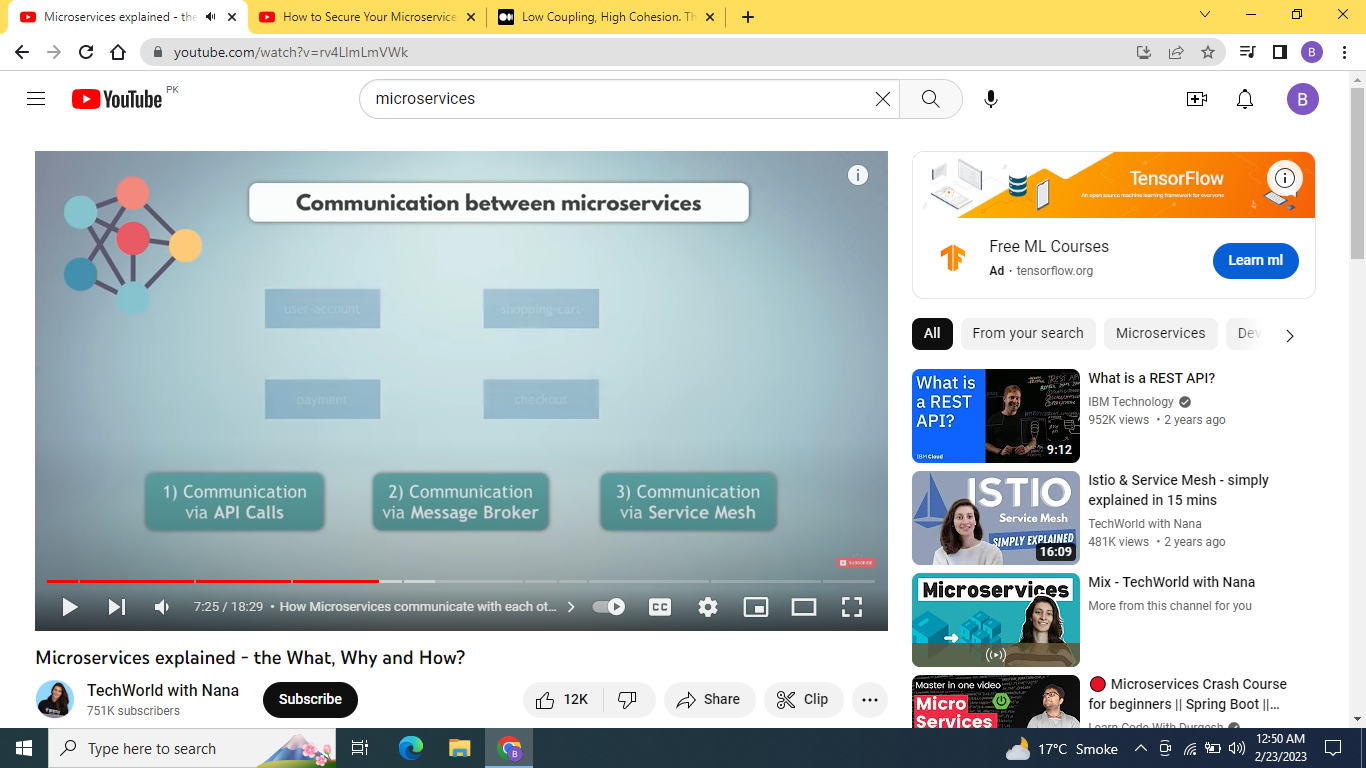 Microservices explained - the
How to Secure Your Microservice
Low Coupling, High Cohesion. Th
youtube.com/watch?v=rv4LlmLmVWk
B
YouTube PK
microservices
B
Communication between microservices
user-account
shopping-cart
payment
checkout
1) Communication
via API Calls
2) Communication
via Message Broker
3) Communication
via Service Mesh
SUBSCRIBE
7:25 / 18:29 • How Microservices communicate with each ot...
CC
Microservices explained - the What, Why and How?
TechWorld with Nana
751K subscribers
Subscribe
12K
Share
Clip
TensorFlow
An open source machine learning framework for everyone
Free ML Courses
Ad · tensorflow.org
Learn ml
All
From your search
Microservices
Dev
What is
a REST
API?
IBM Cloud
9:12
What is a REST API?
IBM Technology
952K views • 2 years ago
ISTIO
Service Mesh
SIMPLY EXPLAINED
16:09
Istio & Service Mesh - simply
explained in 15 mins
TechWorld with Nana
481K views • 2 years ago
Microservices
Mix - TechWorld with Nana
More from this channel for you
Master in one video
Micro
Services
Microservices Crash Course
for beginners || Spring Boot ||...
Learn Code With Durgesh
Type here to search
B
17°C Smoke
12:50 AM
2/23/2023